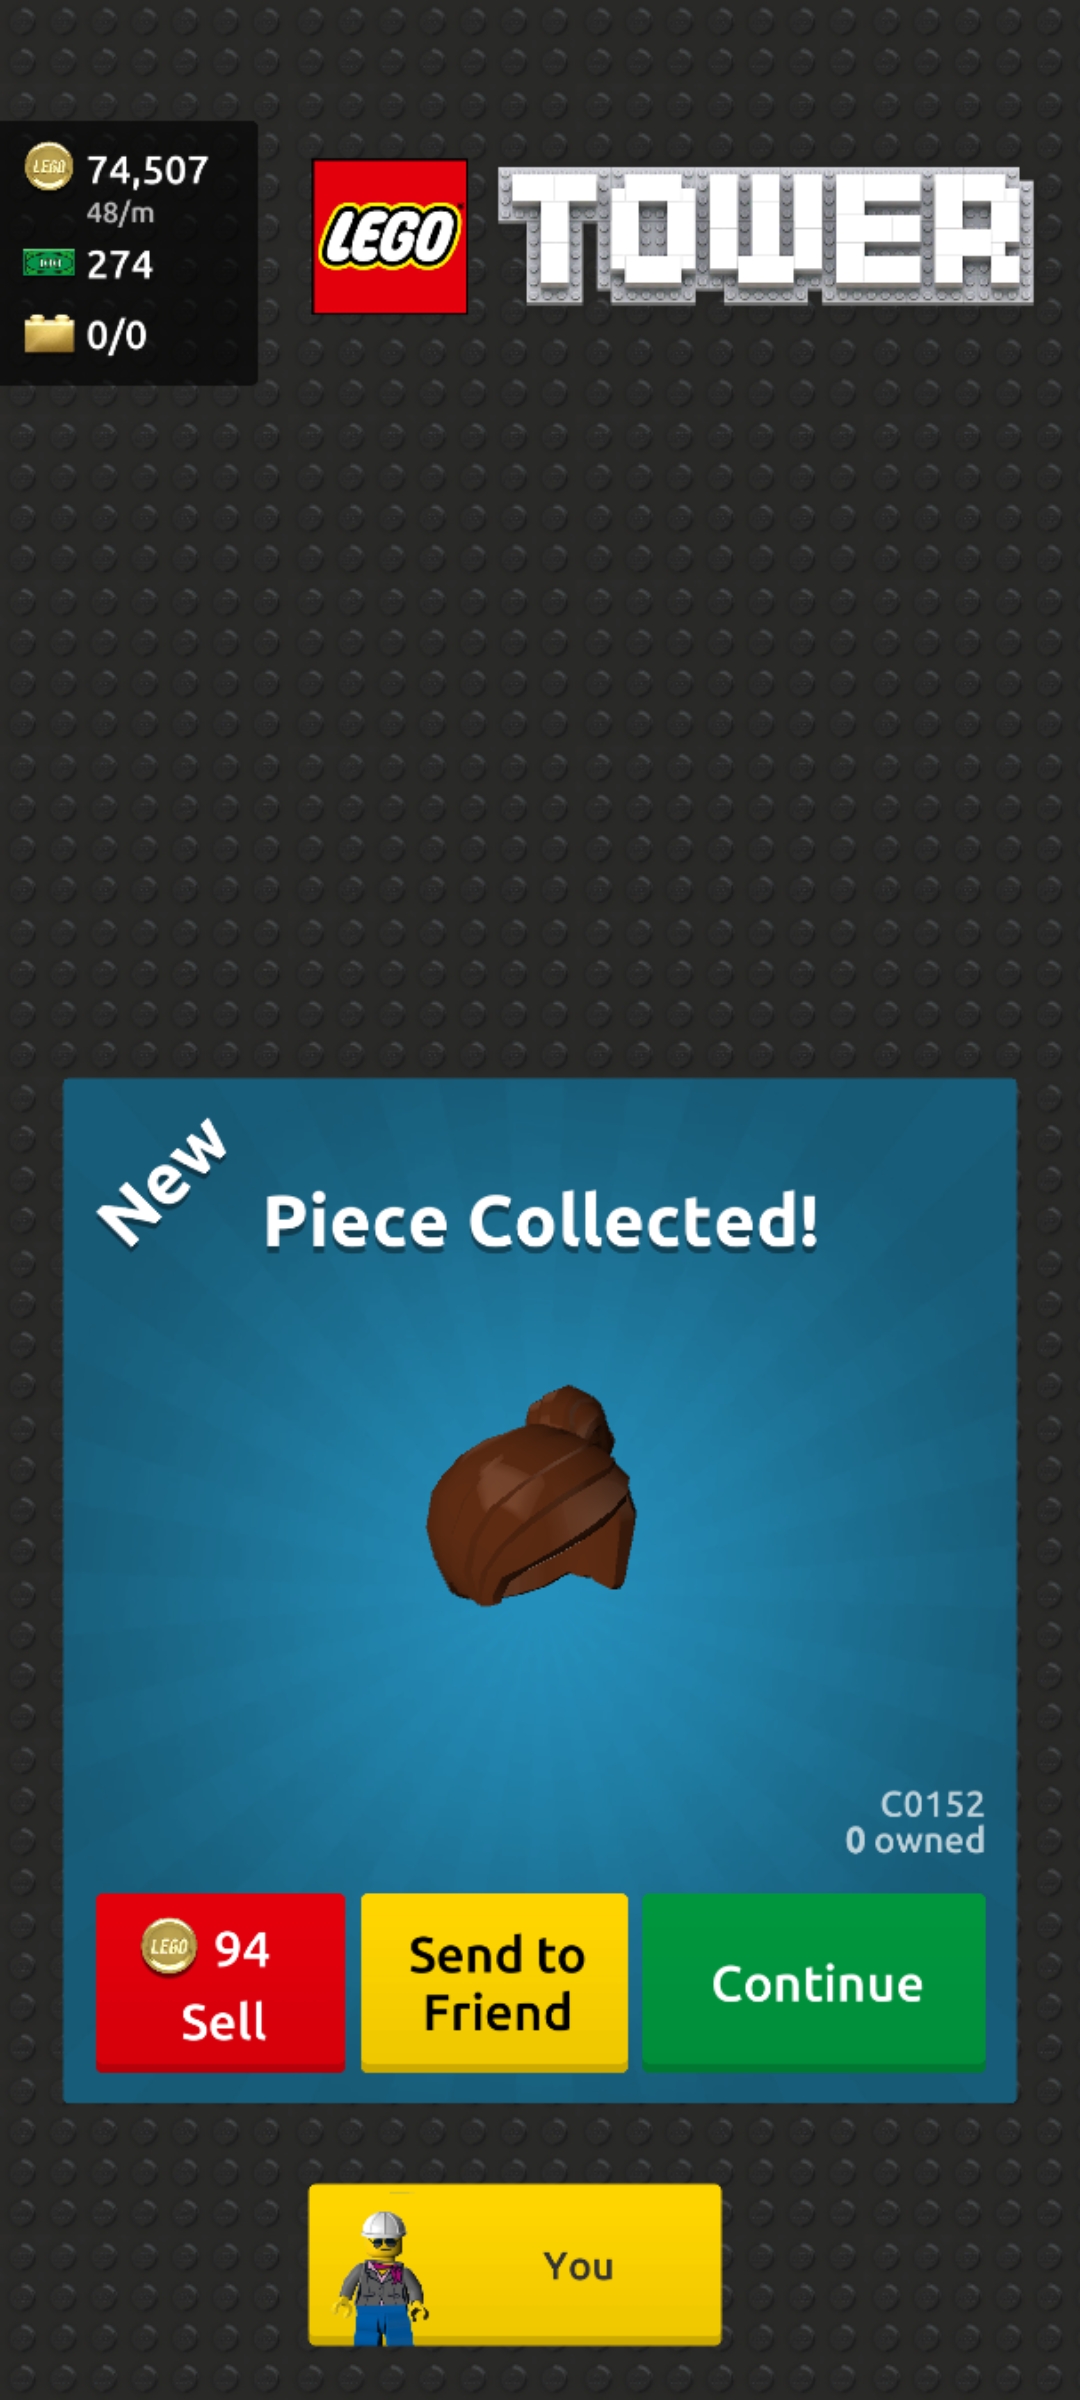 LEGO 74,507
48/m
274
0/0
LEGO TOWER
New
Piece Collected!
C0152
0 owned
LEGO 94
Sell
Send to
Friend
Continue
You